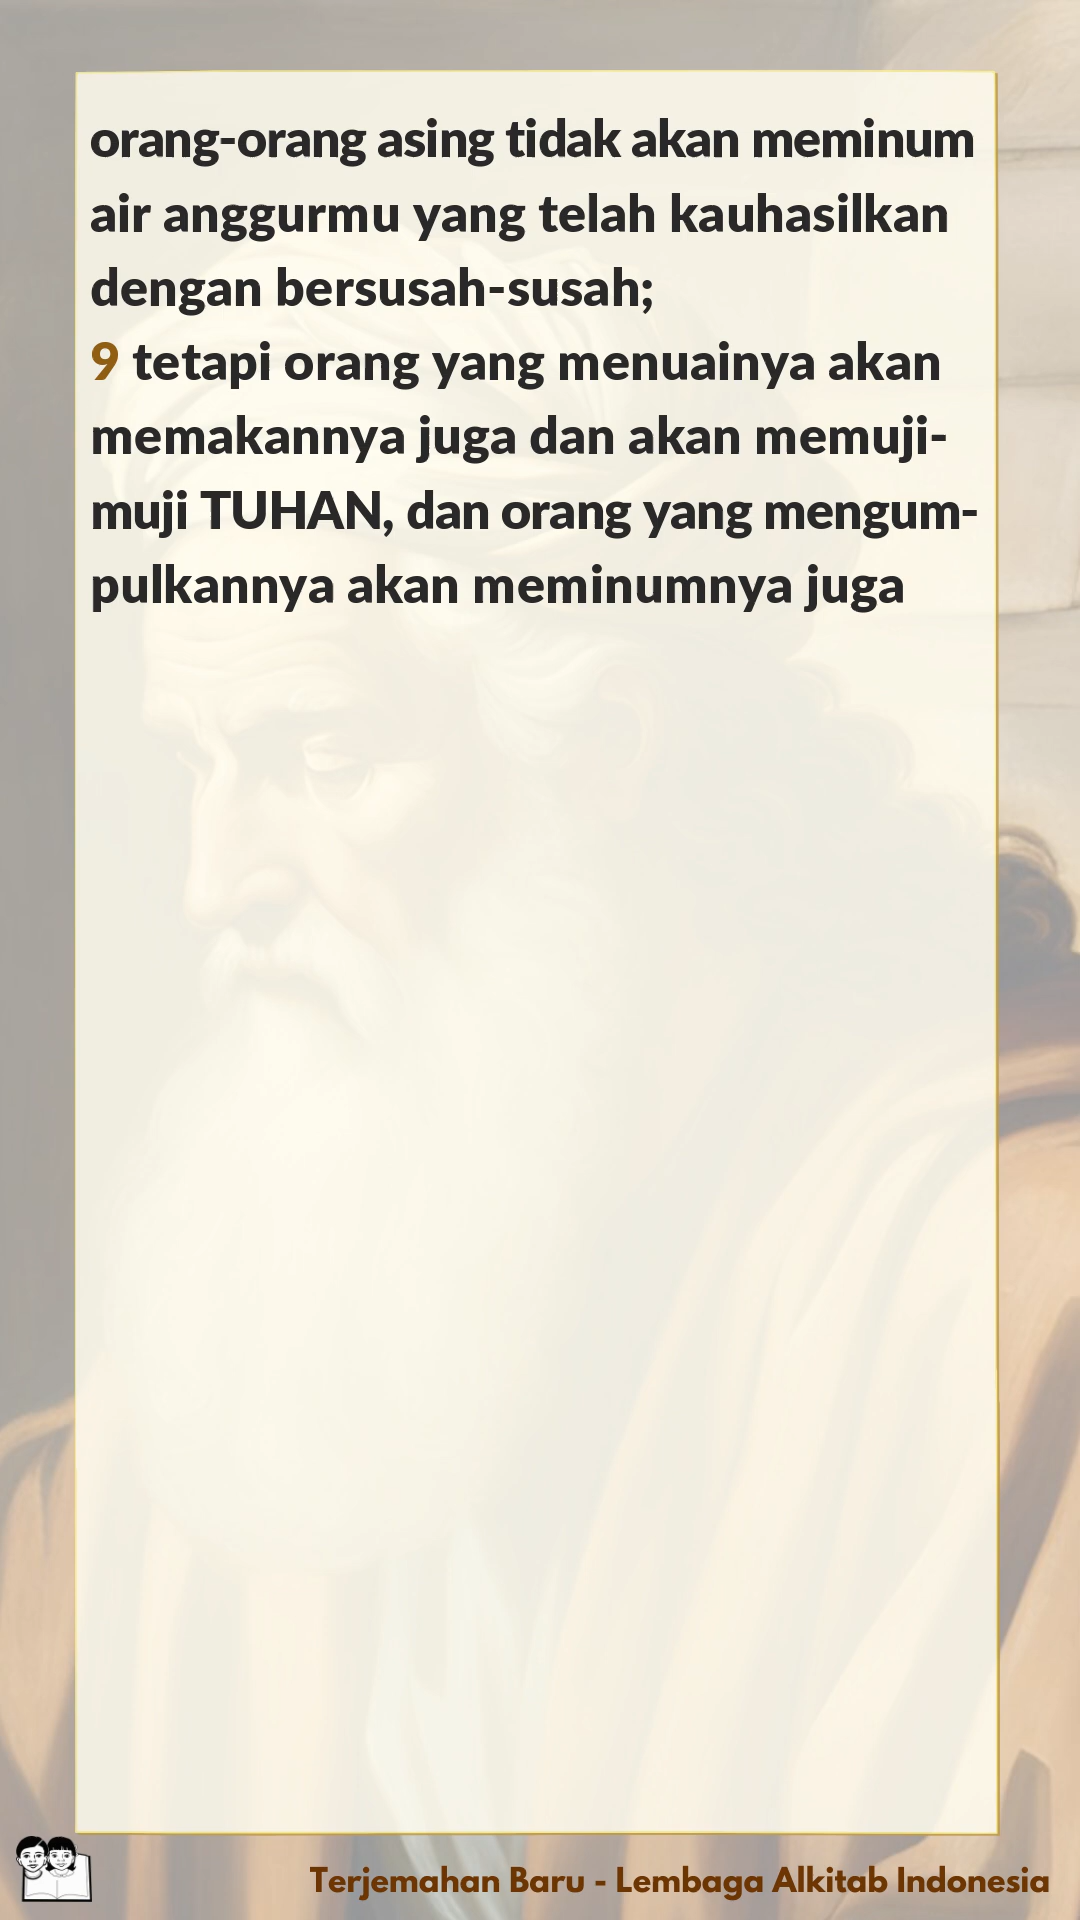 orang-orang asing tidak akan meminum
air anggurmu yang telah kauhasilkan
dengan bersusah-susah;
9 tetapi orang yang menuainya akan
memakannya juga dan akan memuji-
muji TUHAN, dan orang yang mengum-
pulkannya akan meminumnya juga
Terjemahan Baru - Lembaga Alkitab Indonesia